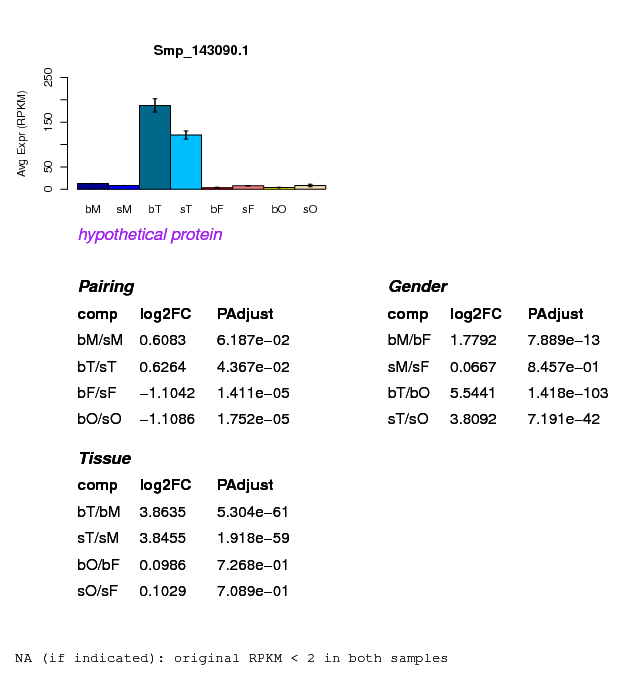 Smp_143090.1
Avg Expr (RPKM)
250
150
50
0
bM sM bT sT bF sF bO sO
hypothetical protein
Pairing
comp log2FC PAdjust
bM/sM 0.6083 6.187e−02
bT/sT 0.6264 4.367e−02
bF/sF −1.1042 1.411e−05
bO/sO −1.1086 1.752e−05
Gender
comp log2FC PAdjust
bM/bF 1.7792 7.889e−13
sM/sF 0.0667 8.457e−01
bT/bO 5.5441 1.418e−103
sT/sO 3.8092 7.191e−42
Tissue
comp log2FC PAdjust
bT/bM 3.8635 5.304e−61
sT/sM 3.8455 1.918e−59
bO/bF 0.0986 7.268e−01
sO/sF 0.1029 7.089e−01
NA (if indicated): original RPKM < 2 in both samples